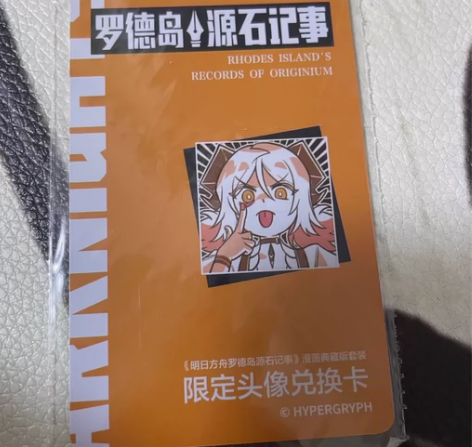 罗德岛源石记事
RHODES ISLAND'S
RECORDS OF ORIGINIUM
ARKNIGHTS
《明日方舟罗德岛源石记事》漫画典藏版套装
限定头像兑换卡
© HYPERGRYPH